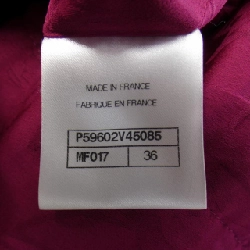 MADE IN FRANCE
FABRIQUE EN FRANCE
P59602V45085
MF017 36